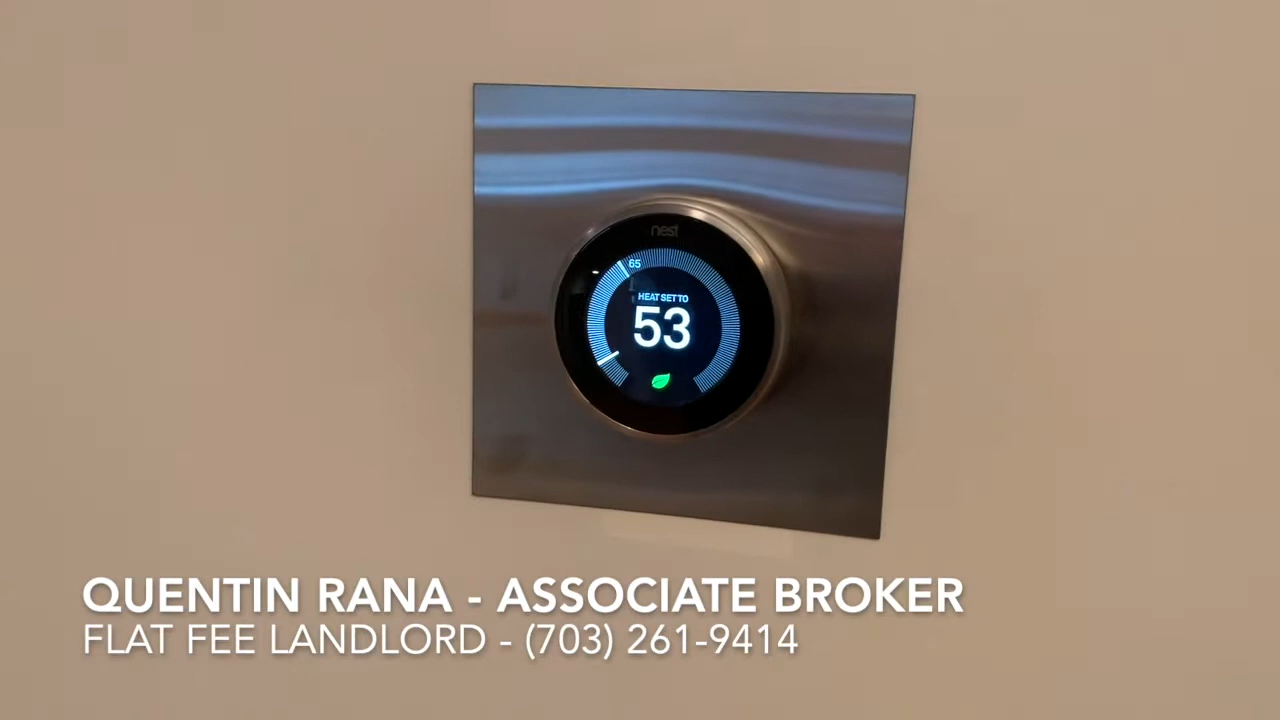 nest
65
HEAT SET TO
53
QUENTIN RANA - ASSOCIATE BROKER
FLAT FEE LANDLORD - (703) 261-9414